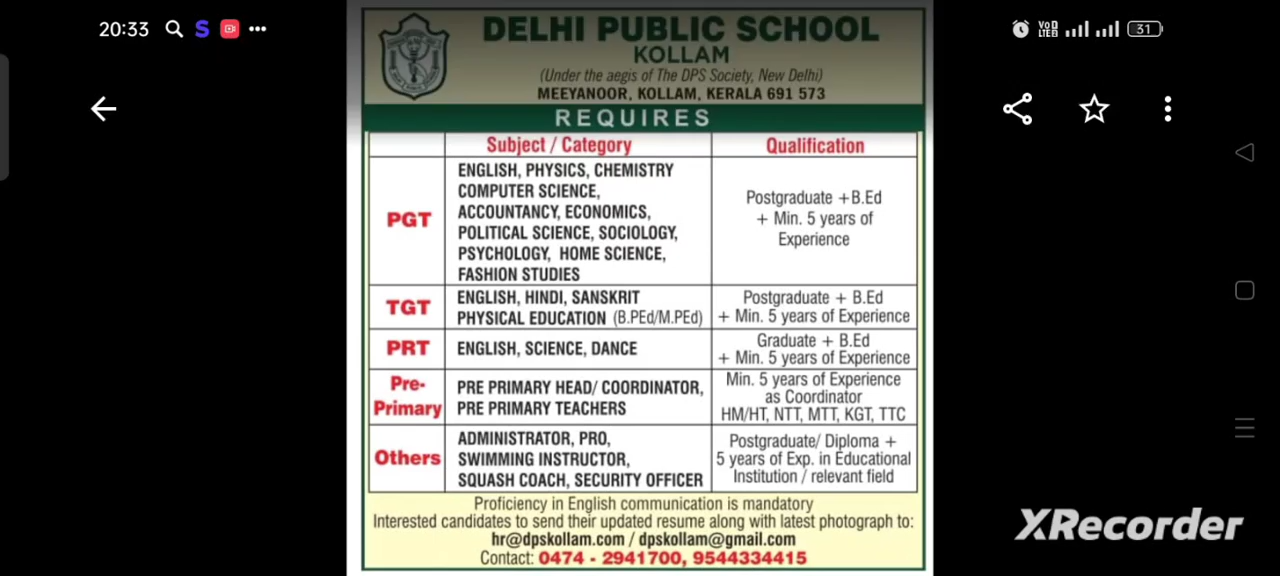 20:33 S 31
DELHI PUBLIC SCHOOL
KOLLAM
(Under the aegis of The DPS Society, New Delhi)
MEEYANOOR, KOLLAM, KERALA 691 573
REQUIRES
Subject / Category Qualification
PGT
ENGLISH, PHYSICS, CHEMISTRY
COMPUTER SCIENCE,
ACCOUNTANCY, ECONOMICS,
POLITICAL SCIENCE, SOCIOLOGY,
PSYCHOLOGY, HOME SCIENCE,
FASHION STUDIES
Postgraduate +B.Ed
+ Min. 5 years of
Experience
TGT
ENGLISH, HINDI, SANSKRIT
PHYSICAL EDUCATION (B.PEd/M.PEd)
Postgraduate + B.Ed
+ Min. 5 years of Experience
PRT
ENGLISH, SCIENCE, DANCE
Graduate + B.Ed
+ Min. 5 years of Experience
Pre-
Primary
PRE PRIMARY HEAD/ COORDINATOR,
PRE PRIMARY TEACHERS
Min. 5 years of Experience
as Coordinator
HM/HT, NTT, MTT, KGT, TTC
Others
ADMINISTRATOR, PRO,
SWIMMING INSTRUCTOR,
SQUASH COACH, SECURITY OFFICER
Postgraduate/ Diploma +
5 years of Exp. in Educational
Institution / relevant field
Proficiency in English communication is mandatory
Interested candidates to send their updated resume along with latest photograph to:
hr@dpskollam.com / dpskollam@gmail.com
Contact: 0474 - 2941700, 9544334415
XRecorder